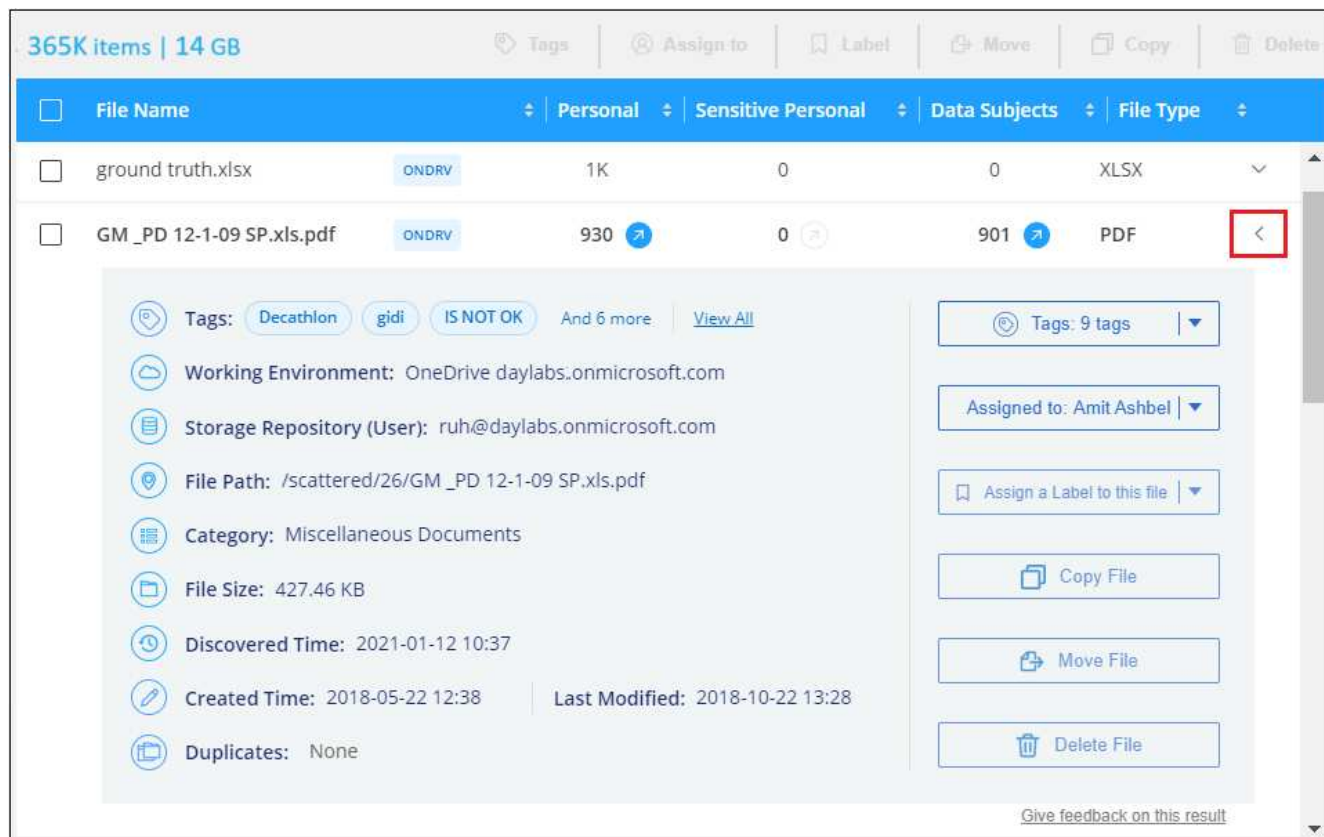 365K items | 14 GB Tags Assign to Label Move Copy Delete
File Name Personal Sensitive Personal Data Subjects File Type
ground truth.xlsx ONDRV 1K 0 0 XLSX
GM _PD 12-1-09 SP.xls.pdf ONDRV 930 0 901 PDF
Tags: Decathlon gidi IS NOT OK And 6 more View All
Tags: 9 tags
Working Environment: OneDrive daylabs.onmicrosoft.com
Assigned to: Amit Ashbel
Storage Repository (User): ruh@daylabs.onmicrosoft.com
File Path: /scattered/26/GM _PD 12-1-09 SP.xls.pdf
Assign a Label to this file
Category: Miscellaneous Documents
Copy File
File Size: 427.46 KB
Discovered Time: 2021-01-12 10:37
Move File
Created Time: 2018-05-22 12:38 Last Modified: 2018-10-22 13:28
Duplicates: None
Delete File
Give feedback on this result